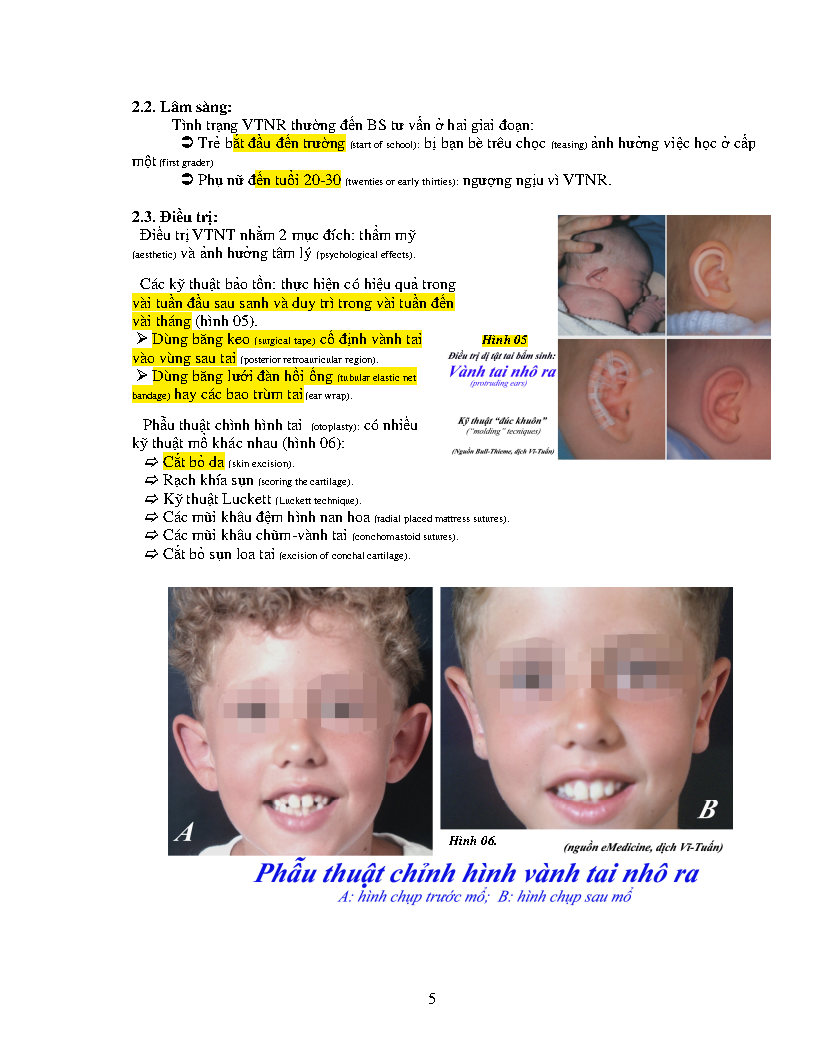 2.2. Lâm sàng:
Tình trạng VTNR thường đến BS tư vấn ở hai giai đoạn:
➲ Trẻ bắt đầu đến trường (start of school): bị bạn bè trêu chọc (teasing) ảnh hưởng việc học ở cấp
một (first grader)
➲ Phụ nữ đến tuổi 20-30 (twenties or early thirties): ngượng ngịu vì VTNR.
2.3. Điều trị:
Điều trị VTNT nhằm 2 mục đích: thẩm mỹ
(aesthetic) và ảnh hưởng tâm lý (psychological effects).
Các kỹ thuật bảo tồn: thực hiện có hiệu quả trong
vài tuần đầu sau sanh và duy trì trong vài tuần đến
vài tháng (hình 05).
➢ Dùng băng keo (surgical tape) cố định vành tai
vào vùng sau tai (posterior retroauricular region).
➢ Dùng băng lưới đàn hồi ống (tubular elastic net
bandage) hay các bao trùm tai (ear wrap).
Hình 05
Điều trị dị tật tai bẩm sinh:
Vành tai nhô ra
(protruding ears)
Kỹ thuật “đúc khuôn”
(“molding” tecniques)
(Nguồn Bull-Thieme, dịch Vĩ-Tuấn)
Phẫu thuật chình hình tai (otoplasty): có nhiều
kỹ thuật mổ khác nhau (hình 06):
➪ Cắt bỏ da (skin excision).
➪ Rạch khía sụn (scoring the cartilage).
➪ Kỹ thuật Luckett (Luckett technique).
➪ Các mũi khâu đệm hình nan hoa (radial placed mattress sutures).
➪ Các mũi khâu chũm-vành tai (conchomastoid sutures).
➪ Cắt bỏ sụn loa tai (excision of conchal cartilage).
A
B
Hình 06.
(nguồn eMedicine, dịch Vĩ-Tuấn)
Phẫu thuật chỉnh hình vành tai nhô ra
A: hình chụp trước mổ; B: hình chụp sau mổ
5